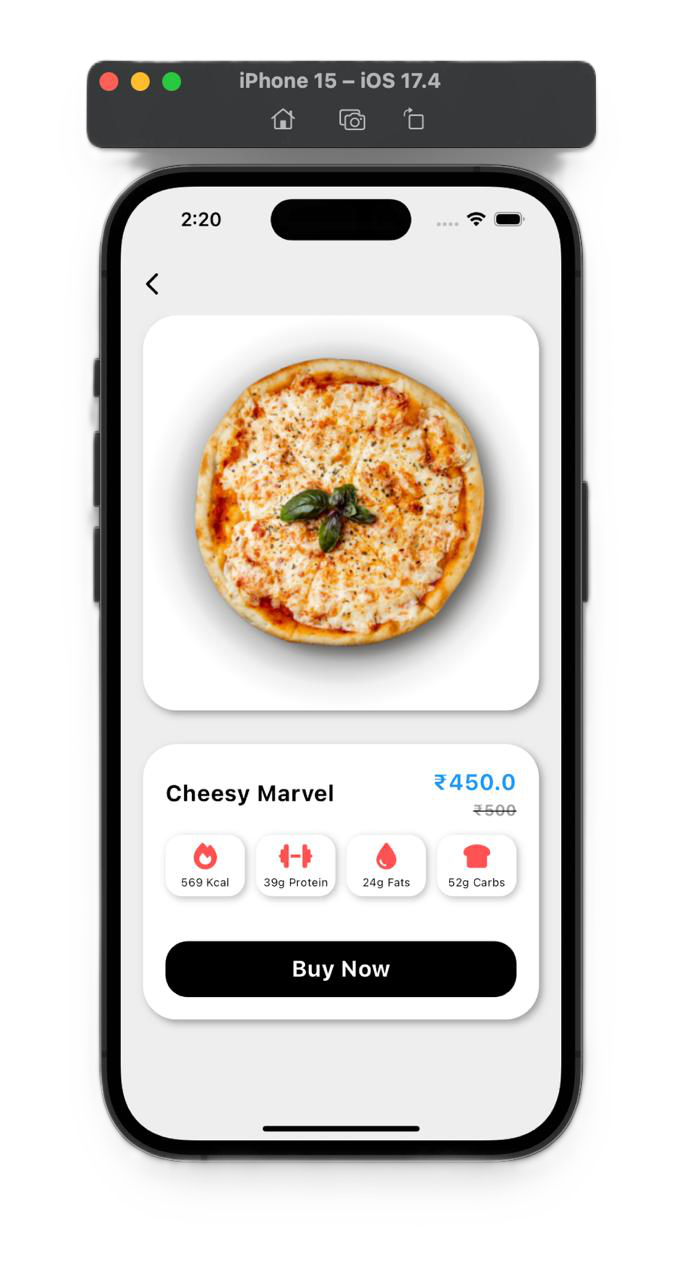 iPhone 15 – iOS 17.4
2:20
Cheesy Marvel
₹450.0
₹500
569 Kcal
39g Protein
24g Fats
52g Carbs
Buy Now